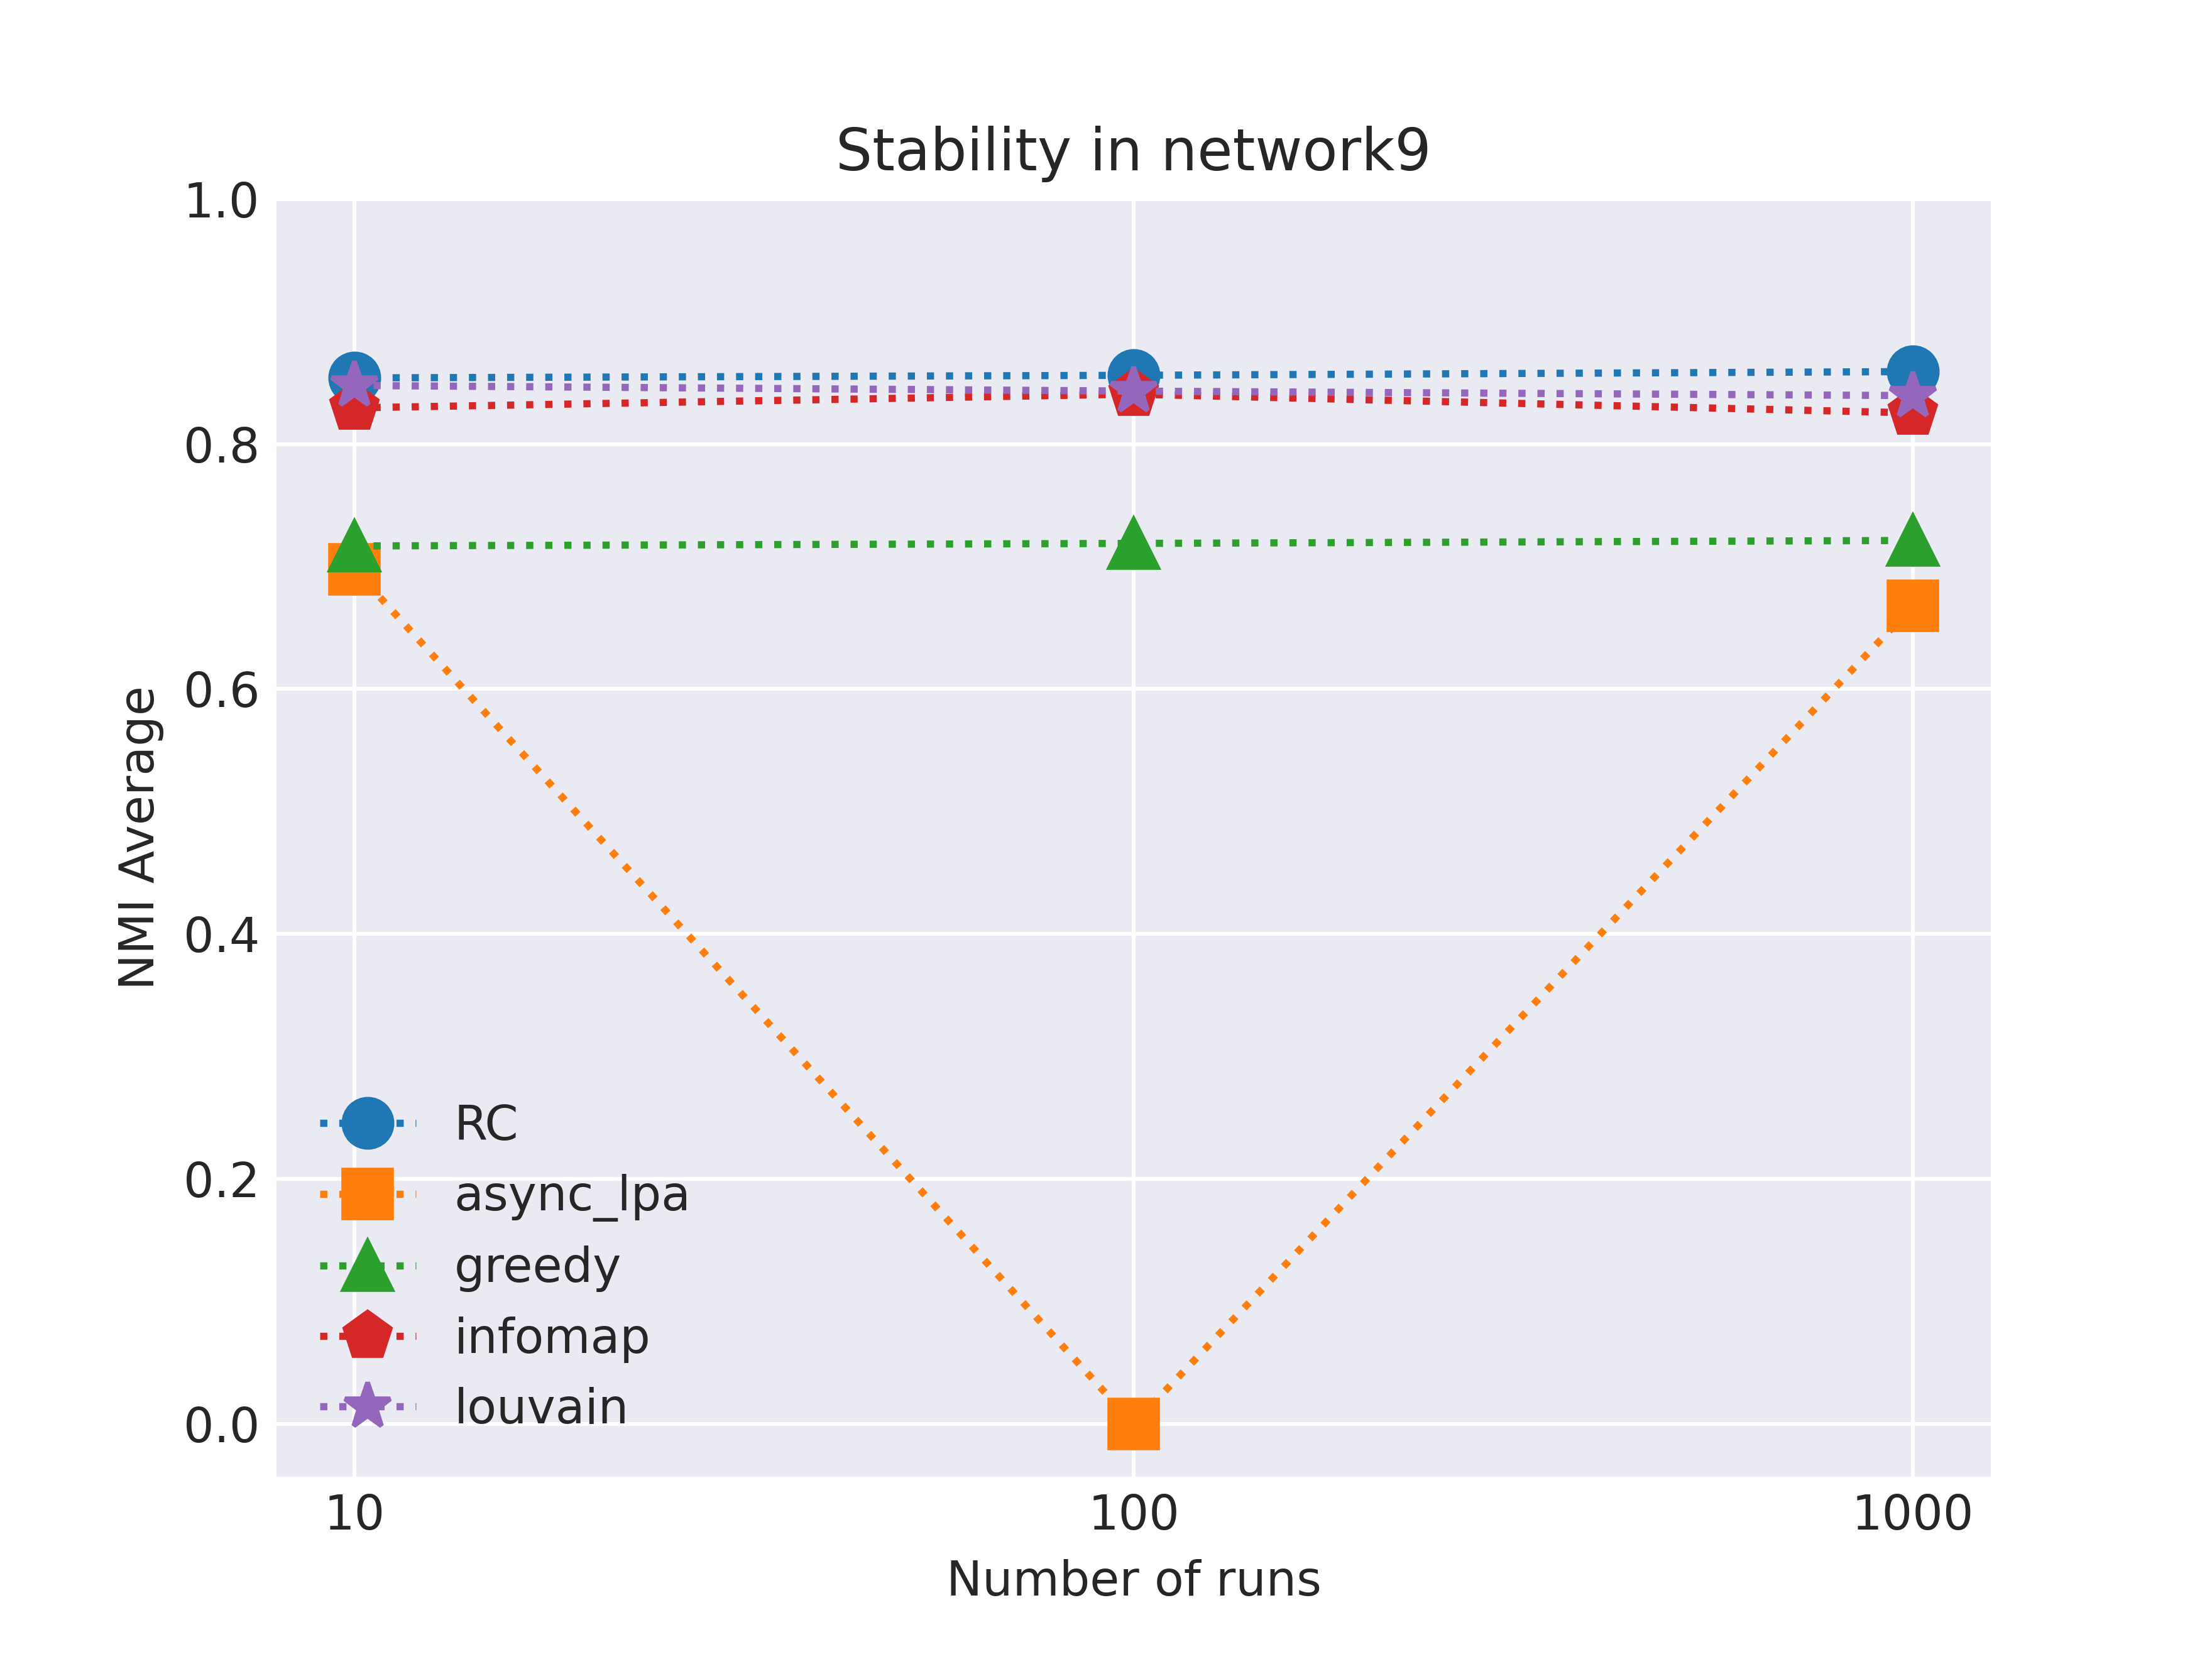 Stability in network9
1.0
0.8
0.6
0.4
0.2
0.0
NMI Average
RC
async_lpa
greedy
infomap
louvain
10 100 1000
Number of runs